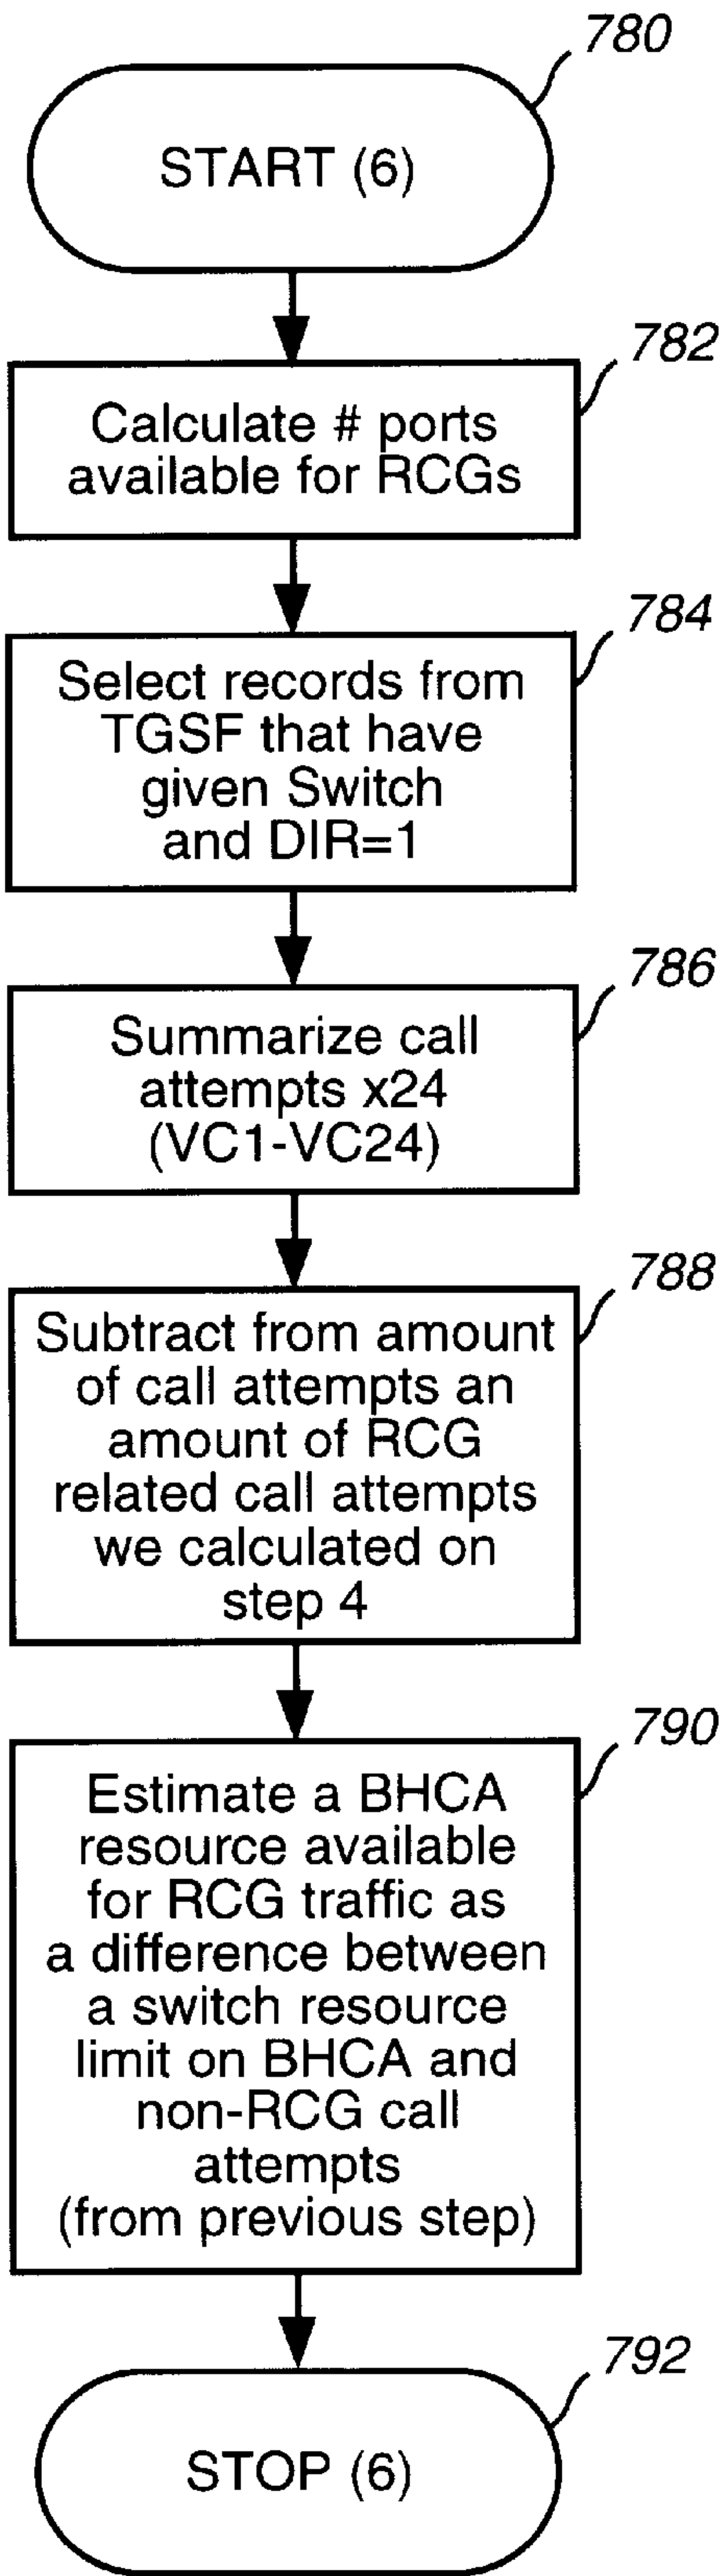 780
START (6)
782
Calculate # ports
available for RCGs
784
Select records from
TGSF that have
given Switch
and DIR=1
786
Summarize call
attempts x24
(VC1-VC24)
788
Subtract from amount
of call attempts an
amount of RCG
related call attempts
we calculated on
step 4
790
Estimate a BHCA
resource available
for RCG traffic as
a difference between
a switch resource
limit on BHCA and
non-RCG call
attempts
(from previous step)
792
STOP (6)